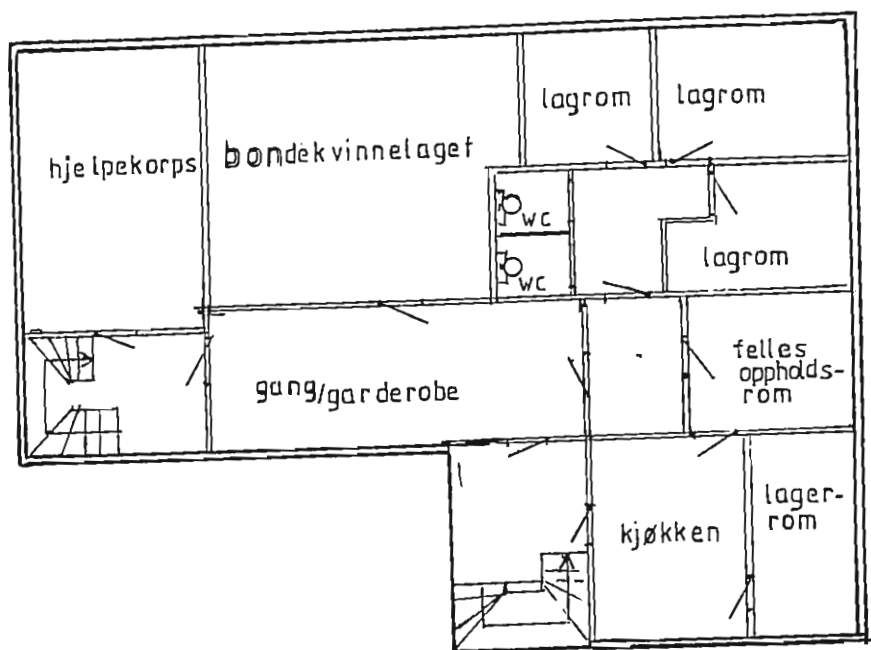 lagrom
lagrom
hjelpekorps
bondekvinnelaget
wc
wc
lagrom
felles
oppholds-
rom
gang/garderobe
lager-
rom
kjøkken